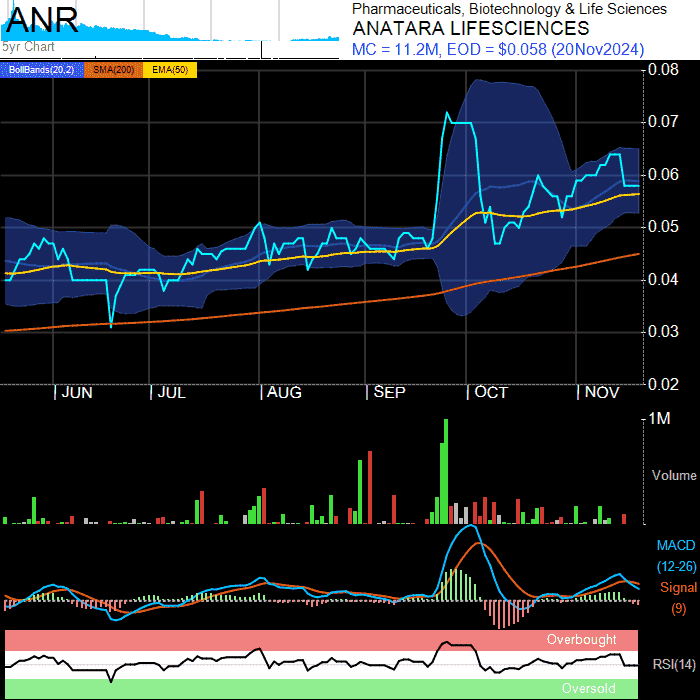 ANR
5yr Chart
Pharmaceuticals, Biotechnology & Life Sciences
ANATARA LIFESCIENCES
MC = 11.2M, EOD = $0.058 (20Nov2024)
BollBands(20,2) SMA(200) EMA(50)
0.08
0.07
0.06
0.05
0.04
0.03
0.02
JUN JUL AUG SEP OCT NOV
1M
Volume
MACD
(12-26)
Signal
(9)
Overbought
RSI(14)
Oversold